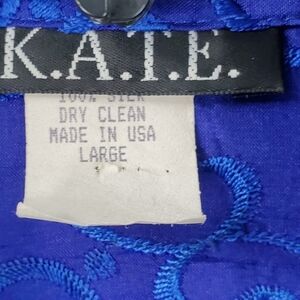 K.A.T.E.
100% SILK
DRY CLEAN
MADE IN USA
LARGE